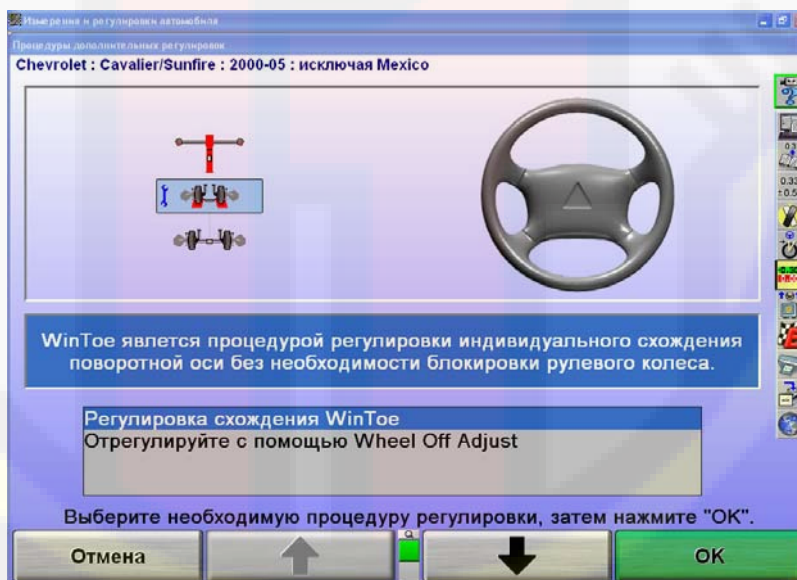 Измерения и регулировки автомобиля
Процедуры дополнительных регулировок
Chevrolet : Cavalier/Sunfire : 2000-05 : исключая Mexico
WinToe явлется процедурой регулировки индивидуального схождения
поворотной оси без необходимости блокировки рулевого колеса.
Регулировка схождения WinToe
Отрегулируйте с помощью Wheel Off Adjust
Выберите необходимую процедуру регулировки, затем нажмите "OK".
Отмена
OK